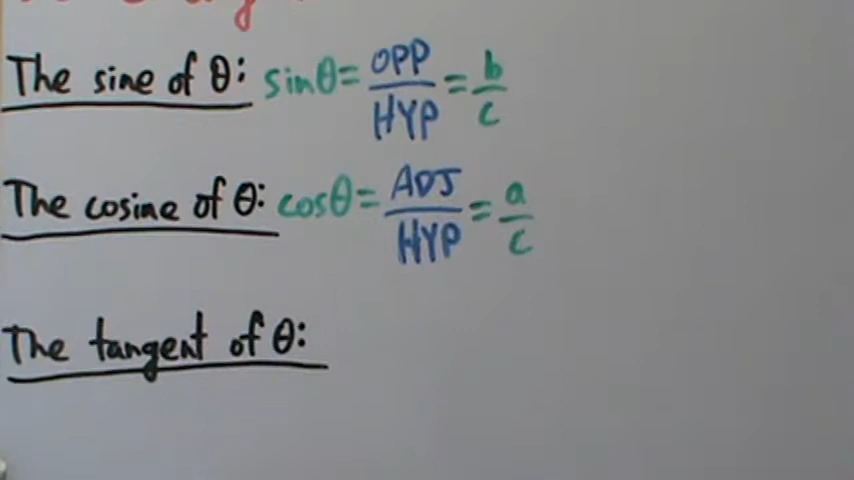 The sine of θ: sinθ = OPP/HYP = b/c
The cosine of θ: cosθ = ADJ/HYP = a/c
The tangent of θ: